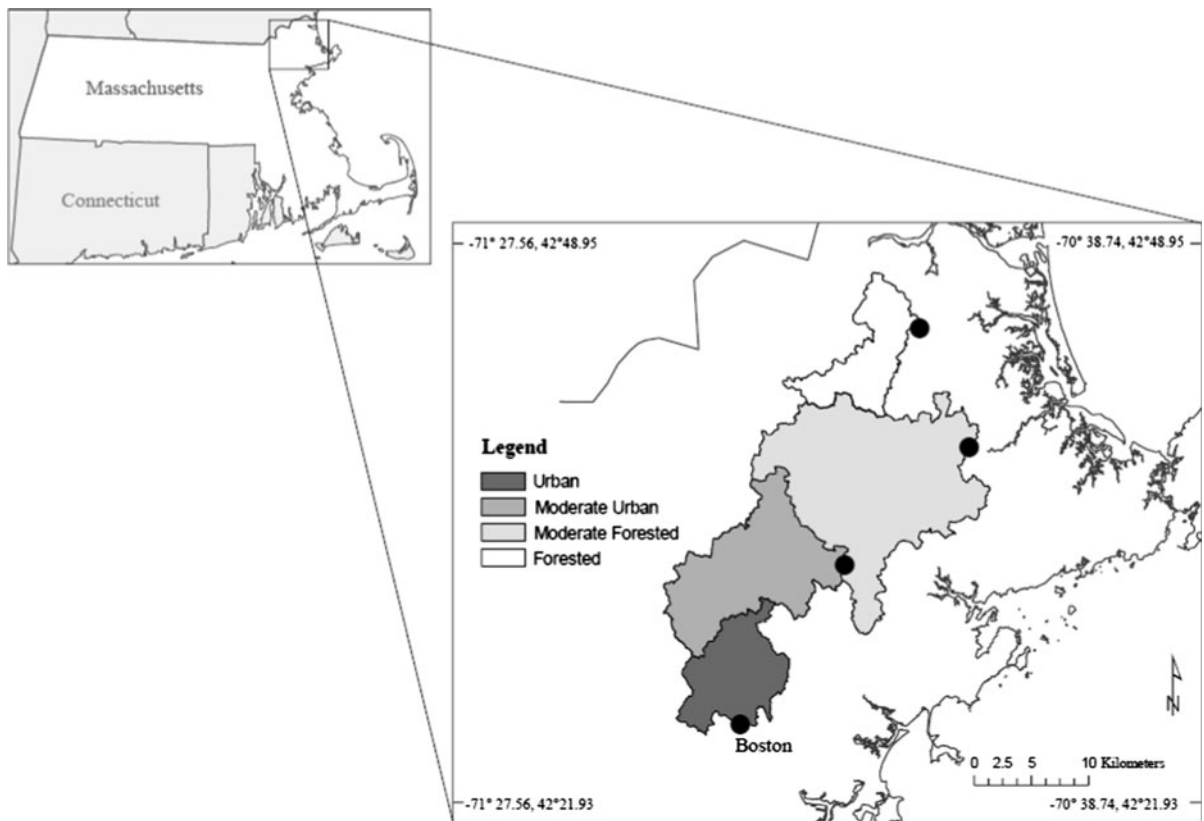 Massachusetts
Connecticut
-71° 27.56, 42°48.95
-70° 38.74, 42°48.95
Legend
Urban
Moderate Urban
Moderate Forested
Forested
Boston
N
0 2.5 5 10 Kilometers
-71° 27.56, 42°21.93
-70° 38.74, 42°21.93